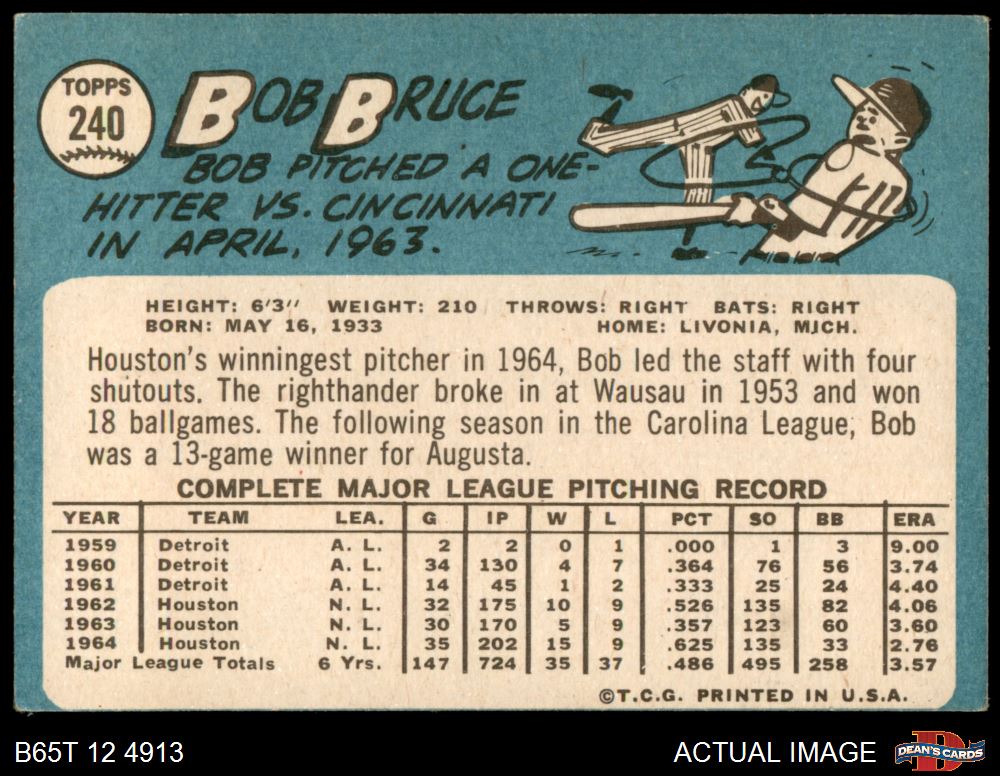 TOPPS
240
BOB BRUCE
BOB PITCHED A ONE-
HITTER VS. CINCINNATI
IN APRIL, 1963.
HEIGHT: 6'3" WEIGHT: 210 THROWS: RIGHT BATS: RIGHT
BORN: MAY 16, 1933 HOME: LIVONIA, MICH.
Houston's winningest pitcher in 1964, Bob led the staff with four
shutouts. The righthander broke in at Wausau in 1953 and won
18 ballgames. The following season in the Carolina League, Bob
was a 13-game winner for Augusta.
COMPLETE MAJOR LEAGUE PITCHING RECORD
YEAR TEAM LEA. G IP W L PCT SO BB ERA
1959 Detroit A. L. 2 2 0 1 .000 1 3 9.00
1960 Detroit A. L. 34 130 4 7 .364 76 56 3.74
1961 Detroit A. L. 14 45 1 2 .333 25 24 4.40
1962 Houston N. L. 32 175 10 9 .526 135 82 4.06
1963 Houston N. L. 30 170 5 9 .357 123 60 3.60
1964 Houston N. L. 35 202 15 9 .625 135 33 2.76
Major League Totals 6 Yrs. 147 724 35 37 .486 495 258 3.57
©T.C.G. PRINTED IN U.S.A.
B65T 12 4913 ACTUAL IMAGE DEAN'S CARDS